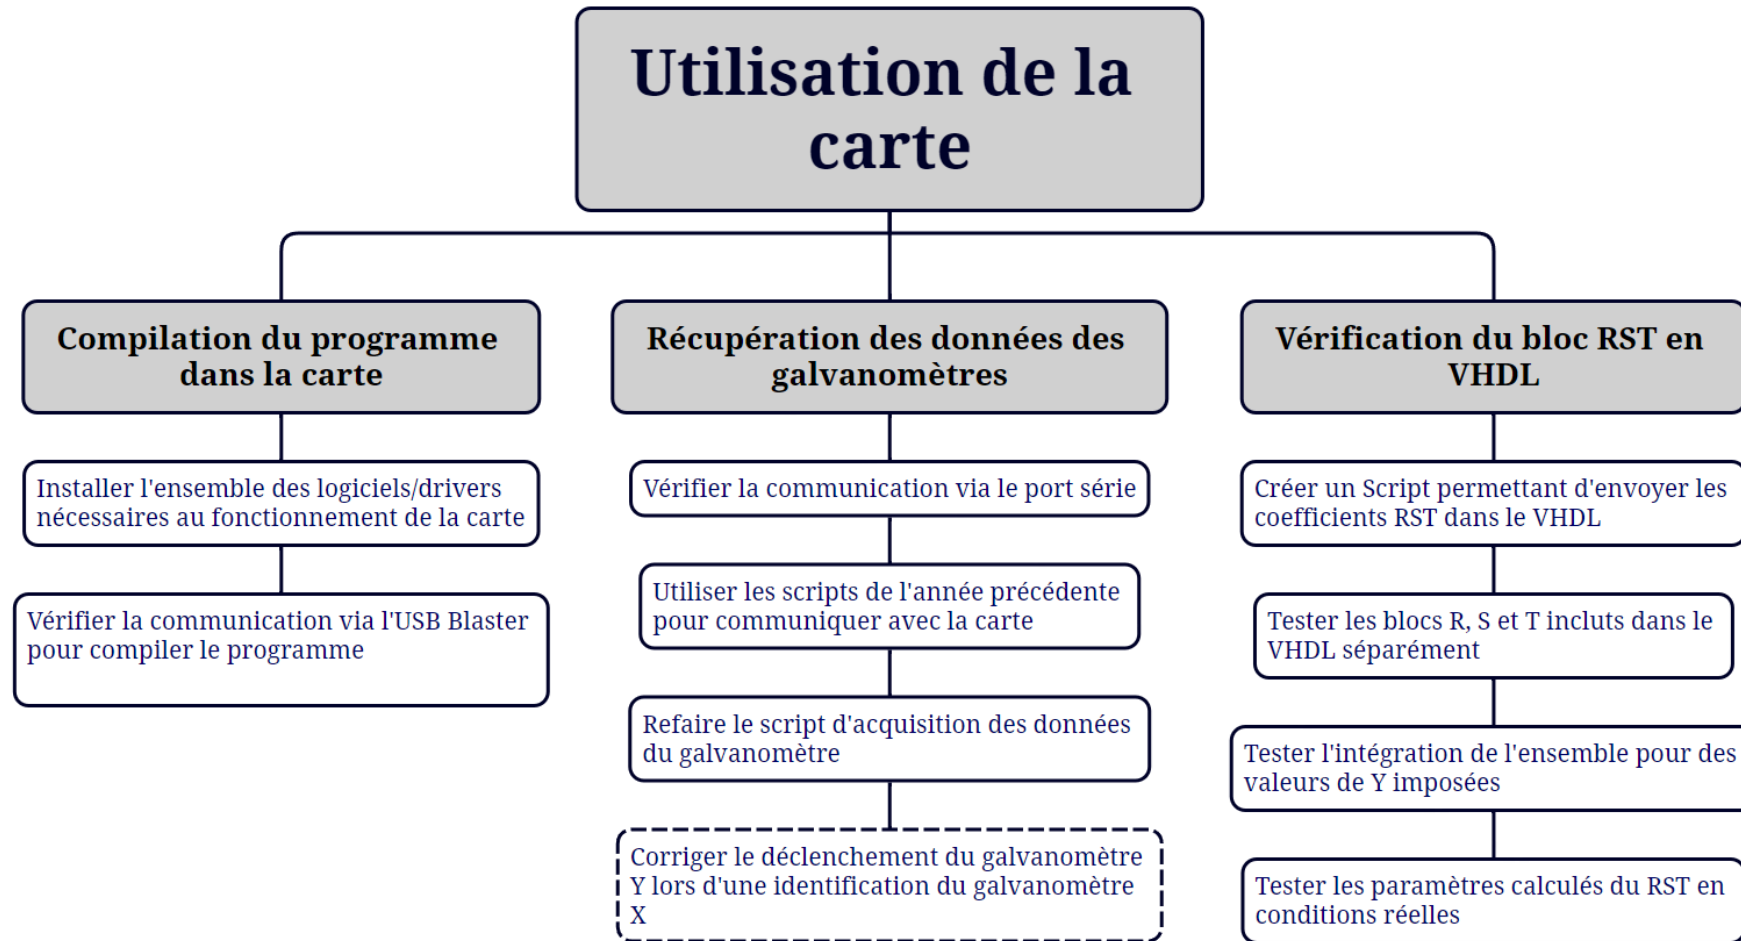 Utilisation de la
carte
Compilation du programme
dans la carte
Installer l'ensemble des logiciels/drivers
nécessaires au fonctionnement de la carte
Vérifier la communication via l'USB Blaster
pour compiler le programme
Récupération des données des
galvanomètres
Vérifier la communication via le port série
Utiliser les scripts de l'année précédente
pour communiquer avec la carte
Refaire le script d'acquisition des données
du galvanomètre
Corriger le déclenchement du galvanomètre
Y lors d'une identification du galvanomètre
X
Vérification du bloc RST en
VHDL
Créer un Script permettant d'envoyer les
coefficients RST dans le VHDL
Tester les blocs R, S et T incluts dans le
VHDL séparément
Tester l'intégration de l'ensemble pour des
valeurs de Y imposées
Tester les paramètres calculés du RST en
conditions réelles